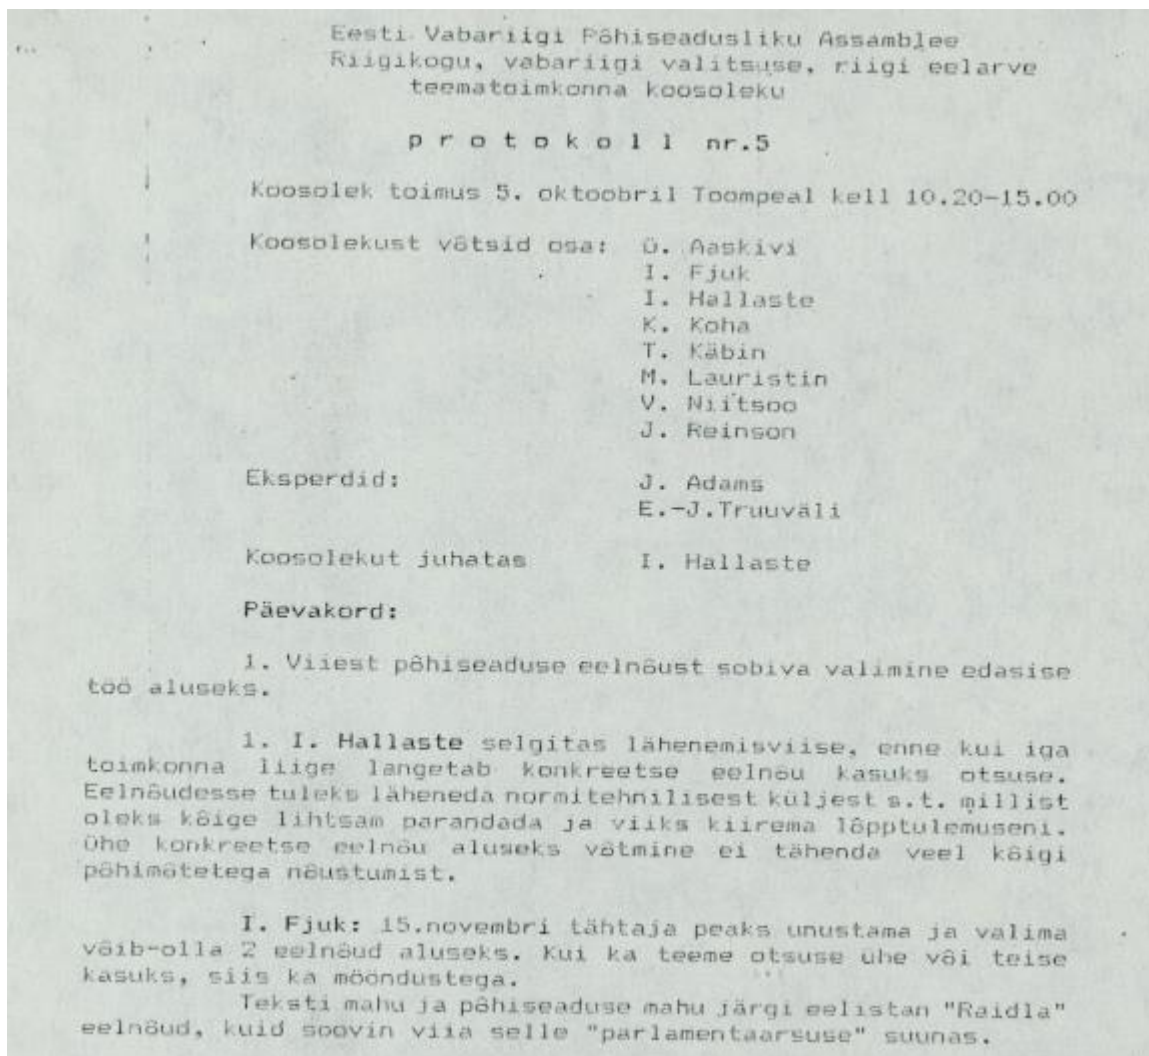 Eesti Vabariigi Põhiseadusliku Assamblee
Riigikogu, vabariigi valitsuse, riigi eelarve
teematoimkonna koosoleku
p r o t o k o l l nr.5
Koosolek toimus 5. oktoobril Toompeal kell 10.20-15.00
Koosolekust võtsid osa: Ü. Aaskivi
I. Fjuk
I. Hallaste
K. Koha
T. Käbin
M. Lauristin
V. Niitsoo
J. Reinson
Eksperdid: J. Adams
E.-J.Truuväli
Koosolekut juhatas I. Hallaste
Päevakord:
1. Viiest põhiseaduse eelnõust sobiva valimine edasise
töö aluseks.
1. I. Hallaste selgitas lähenemisviise, enne kui iga
toimkonna liige langetab konkreetse eelnõu kasuks otsuse.
Eelnõudesse tuleks läheneda normitehnilisest küljest s.t. millist
oleks kõige lihtsam parandada ja viiks kiirema lõpptulemuseni.
Ühe konkreetse eelnõu aluseks võtmine ei tähenda veel kõigi
põhimõtetega nõustumist.
I. Fjuk: 15.novembri tähtaja peaks unustama ja valima
võib-olla 2 eelnõud aluseks. Kui ka teeme otsuse ühe või teise
kasuks, siis ka mööndustega.
Teksti mahu ja põhiseaduse mahu järgi eelistan "Raidla"
eelnõud, kuid soovin viia selle "parlamentaarsuse" suunas.